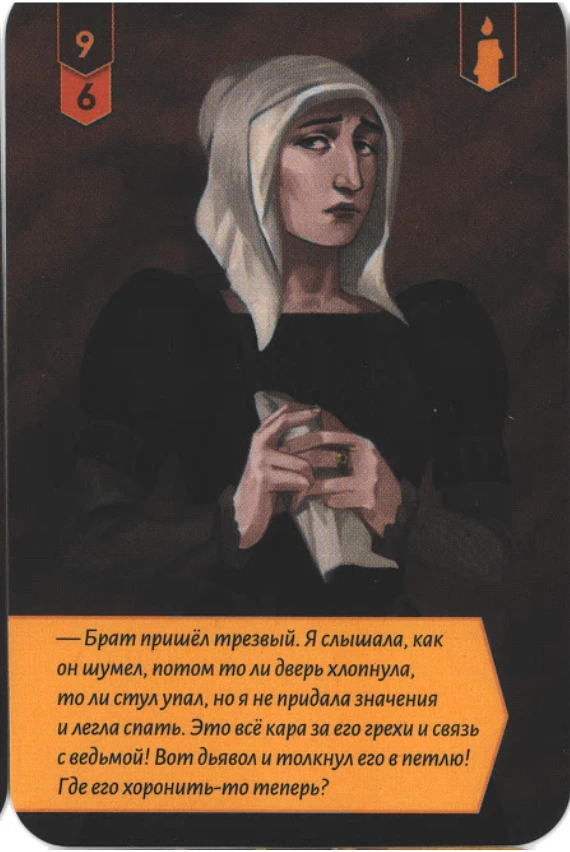 9
6
— Брат пришёл трезвый. Я слышала, как
он шумел, потом то ли дверь хлопнула,
то ли стул упал, но я не придала значения
и легла спать. Это всё кара за его грехи и связь
с ведьмой! Вот дьявол и толкнул его в петлю!
Где его хоронить-то теперь?